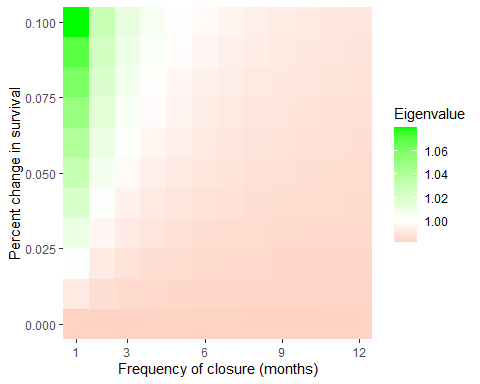 0.100
0.075
0.050
0.025
0.000
Percent change in survival
1 3 6 9 12
Frequency of closure (months)
Eigenvalue
1.06
1.04
1.02
1.00